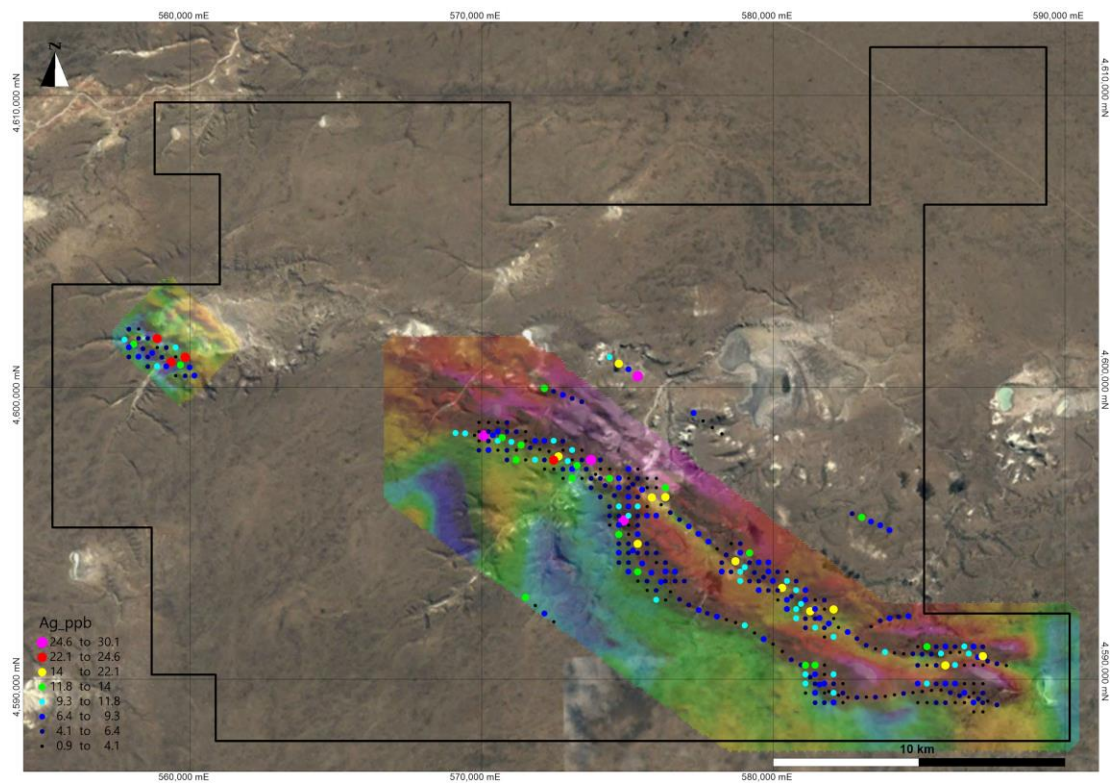 560,000 mE 570,000 mE 580,000 mE 590,000 mE
N
4,610,000 mN 4,610,000 mN
4,600,000 mN 4,600,000 mN
4,590,000 mN 4,590,000 mN
Ag_ppb
24.6 to 30.1
22.1 to 24.6
14 to 22.1
11.8 to 14
9.3 to 11.8
6.4 to 9.3
4.1 to 6.4
0.9 to 4.1
10 km
560,000 mE 570,000 mE 580,000 mE 590,000 mE